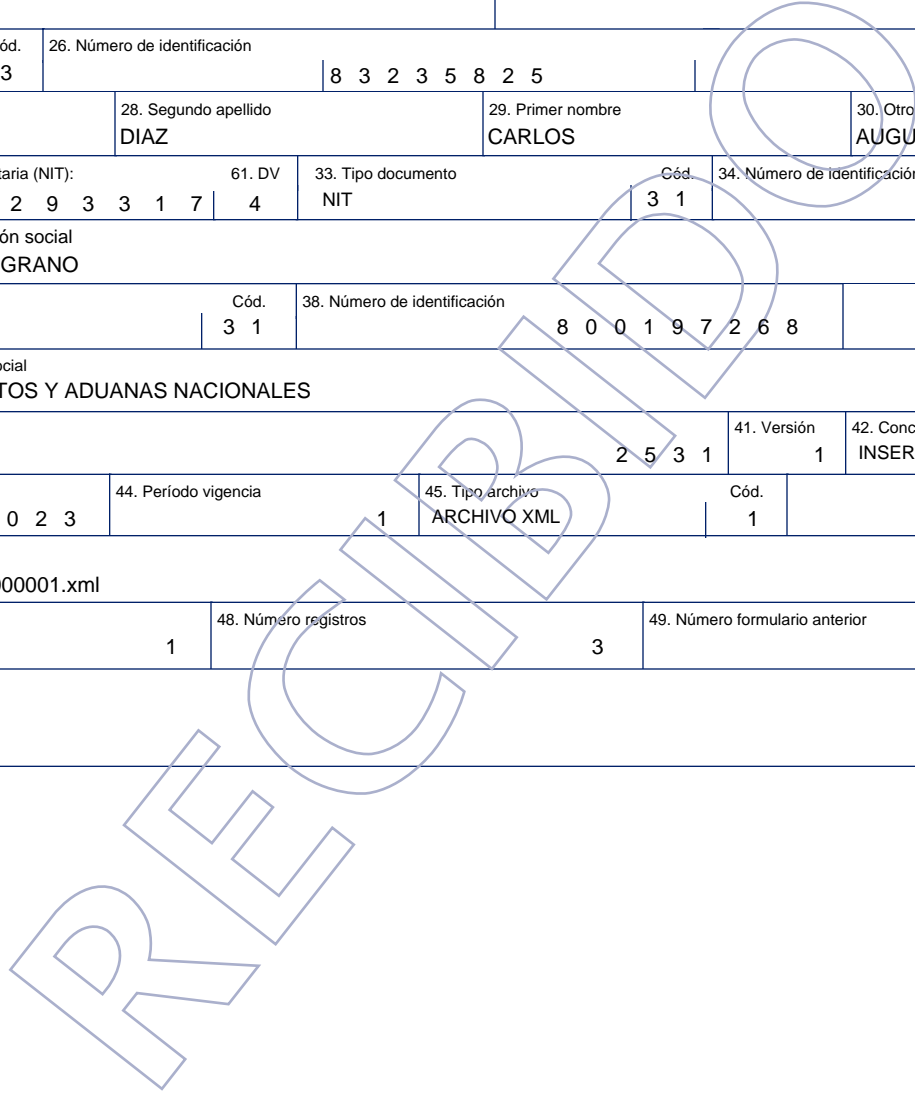 ód. 26. Número de identificación
3 8 3 2 3 5 8 2 5
28. Segundo apellido 29. Primer nombre 30. Otro
DIAZ CARLOS AUGU
taria (NIT): 61. DV 33. Tipo documento Cód. 34. Número de identificación
2 9 3 3 1 7 4 NIT 3 1
ón social
GRANO
Cód. 38. Número de identificación
3 1 8 0 0 1 9 7 2 6 8
ocial
TOS Y ADUANAS NACIONALES
41. Versión 42. Conc
2 5 3 1 1 INSER
44. Período vigencia 45. Tipo archivo Cód.
0 2 3 1 ARCHIVO XML 1
000001.xml
48. Número registros 49. Número formulario anterior
1 3
RECIBIDO